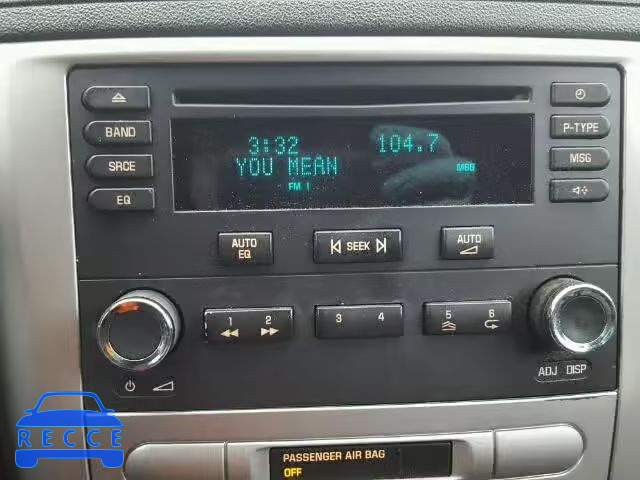 3:32 104.7
YOU MEAN MSG
FM 1
BAND
SRCE
EQ
P-TYPE
MSG
AUTO EQ
SEEK
AUTO
1 2
3 4
5 6
ADJ DISP
PASSENGER AIR BAG
OFF
RECCE